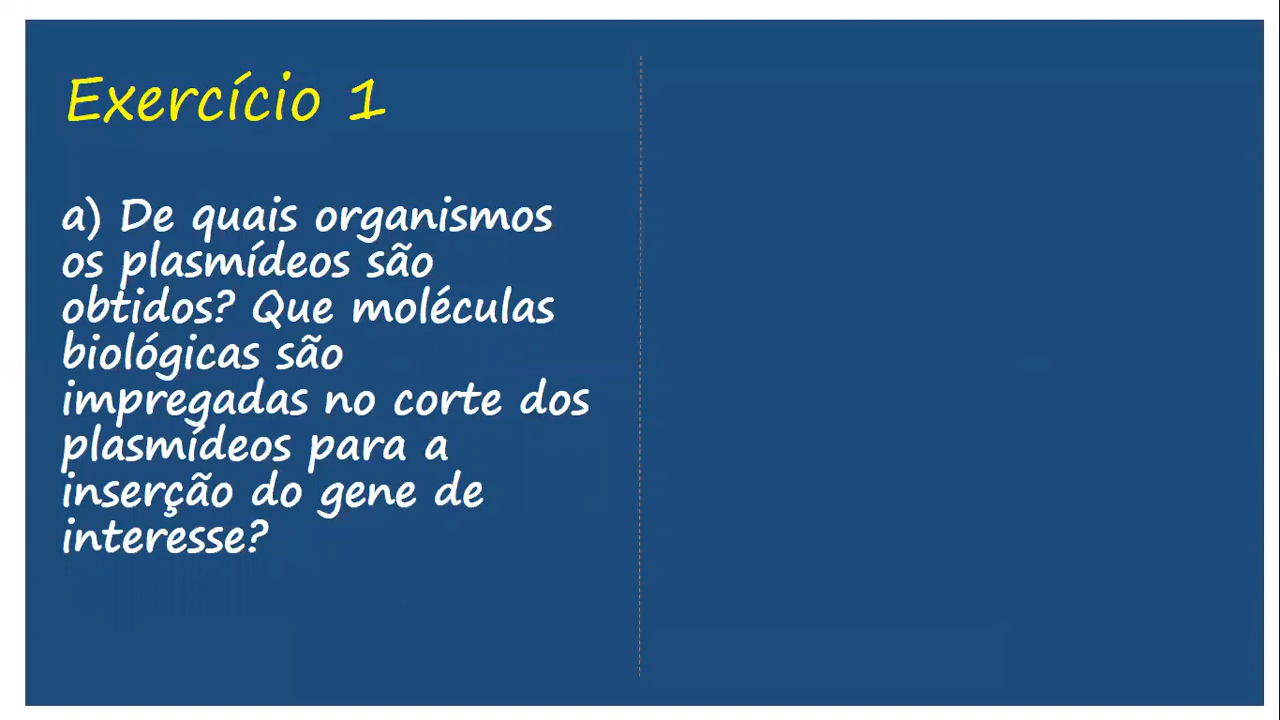 Exercício 1
a) De quais organismos
os plasmídeos são
obtidos? Que moléculas
biológicas são
impregadas no corte dos
plasmídeos para a
inserção do gene de
interesse?